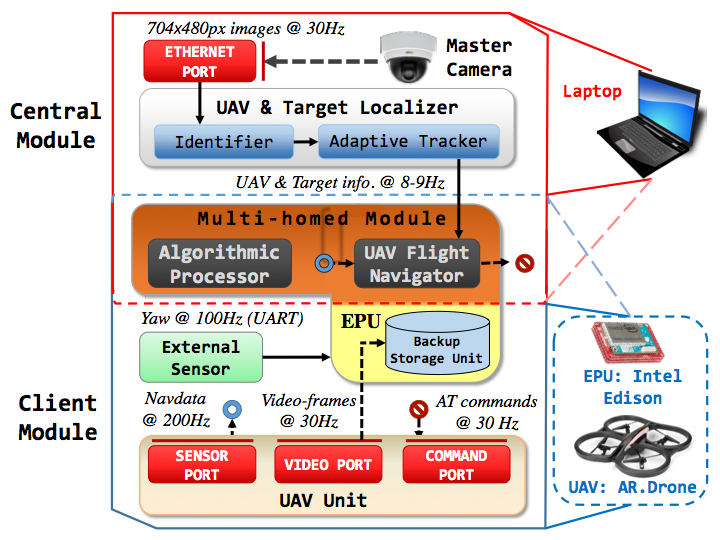 704x480px images @ 30Hz
ETHERNET
PORT
Master
Camera
Central
Module
UAV & Target Localizer
Identifier
Adaptive Tracker
Laptop
UAV & Target info. @ 8-9Hz
Multi-homed Module
Algorithmic
Processor
UAV Flight
Navigator
Yaw @ 100Hz (UART)
EPU
External
Sensor
Backup
Storage Unit
EPU: Intel
Edison
Client
Module
Navdata
@ 200Hz
Video-frames
@ 30Hz
AT commands
@ 30 Hz
SENSOR
PORT
VIDEO PORT
COMMAND
PORT
UAV Unit
UAV: AR.Drone